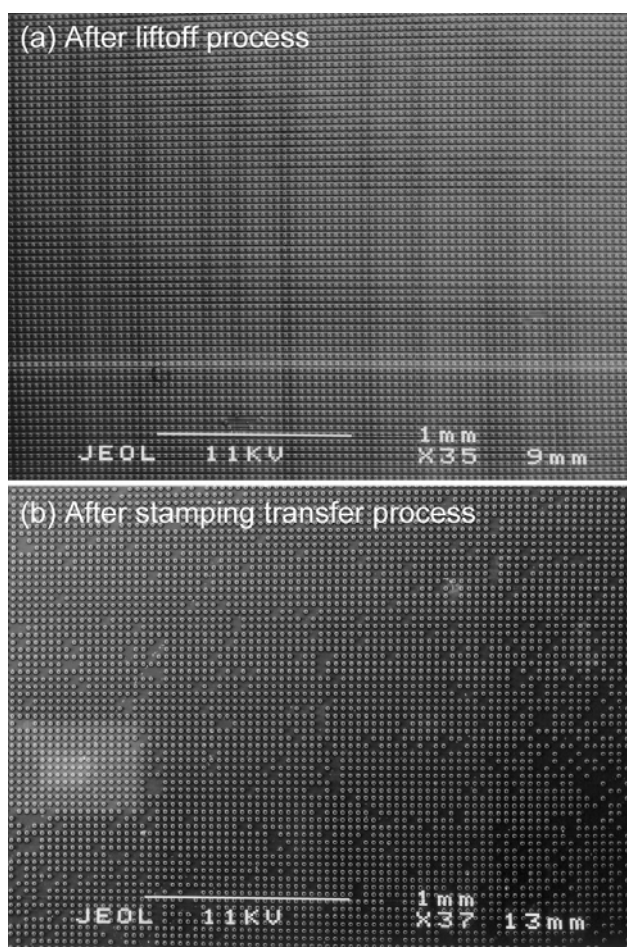 (a) After liftoff process
1mm
JEOL 11KV X35 9mm
(b) After stamping transfer process
1mm
JEOL 11KV X37 13mm